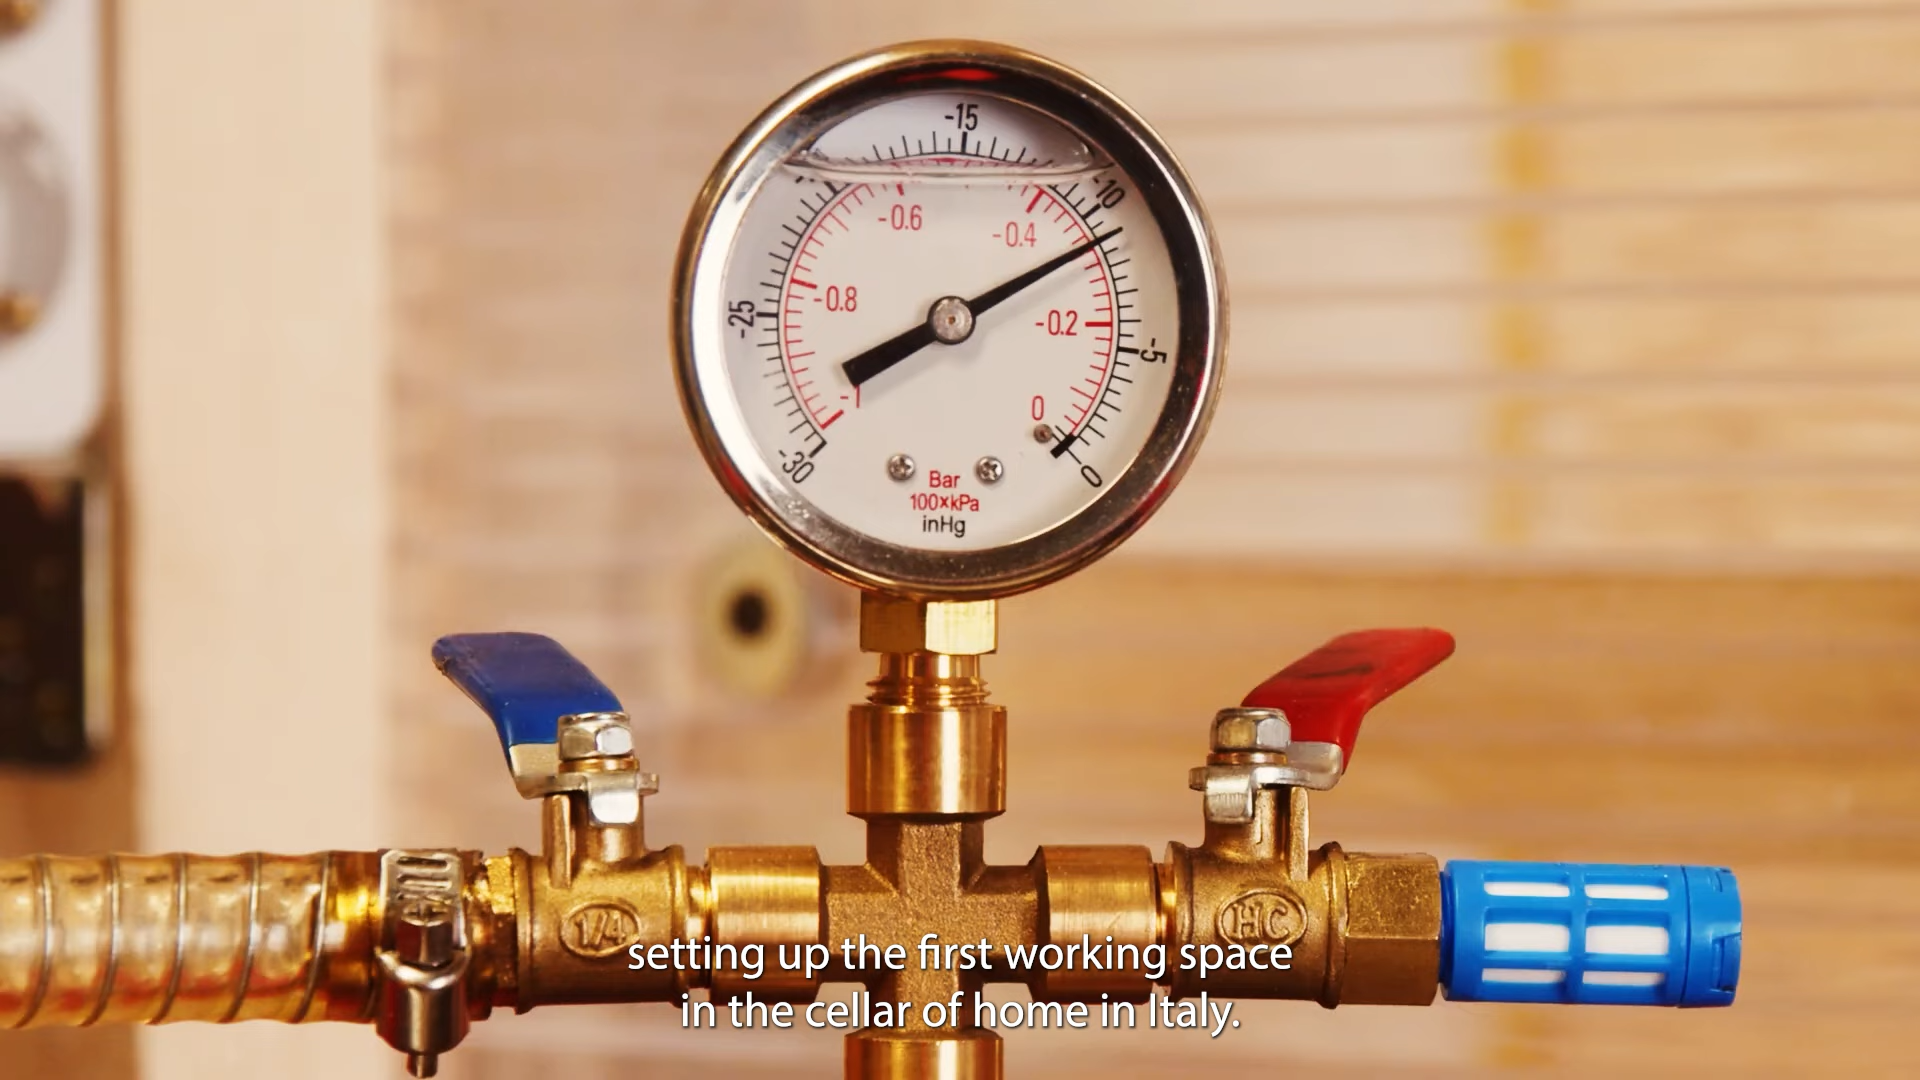 -15
-10
-0.6
-0.4
-25
-0.8
-0.2
-5
-1
0
-30
0
Bar
100×kPa
inHg
1/4
HC
setting up the first working space
in the cellar of home in Italy.